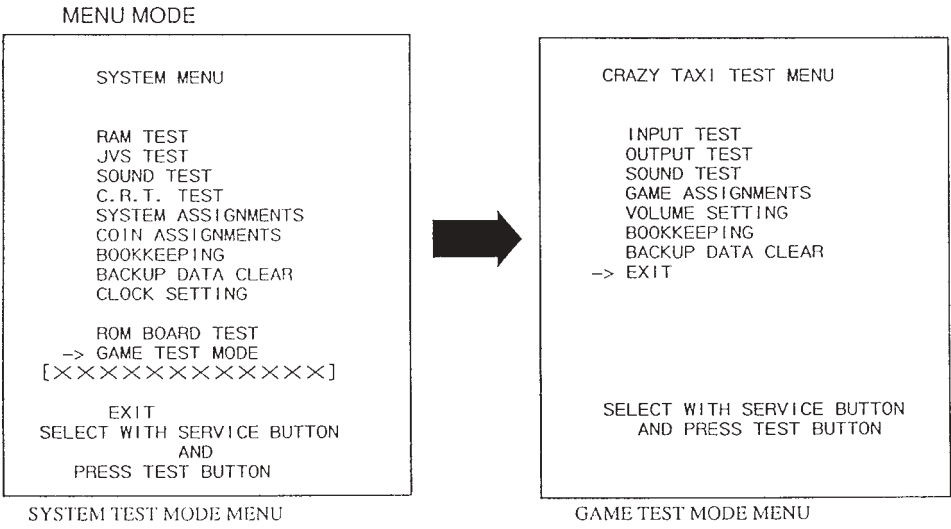 MENU MODE
SYSTEM MENU
RAM TEST
JVS TEST
SOUND TEST
C.R.T. TEST
SYSTEM ASSIGNMENTS
COIN ASSIGNMENTS
BOOKKEEPING
BACKUP DATA CLEAR
CLOCK SETTING
ROM BOARD TEST
-> GAME TEST MODE
[XXXXXXXXXXXXX]
EXIT
SELECT WITH SERVICE BUTTON
AND
PRESS TEST BUTTON
SYSTEM TEST MODE MENU
CRAZY TAXI TEST MENU
INPUT TEST
OUTPUT TEST
SOUND TEST
GAME ASSIGNMENTS
VOLUME SETTING
BOOKKEEPING
BACKUP DATA CLEAR
-> EXIT
SELECT WITH SERVICE BUTTON
AND PRESS TEST BUTTON
GAME TEST MODE MENU